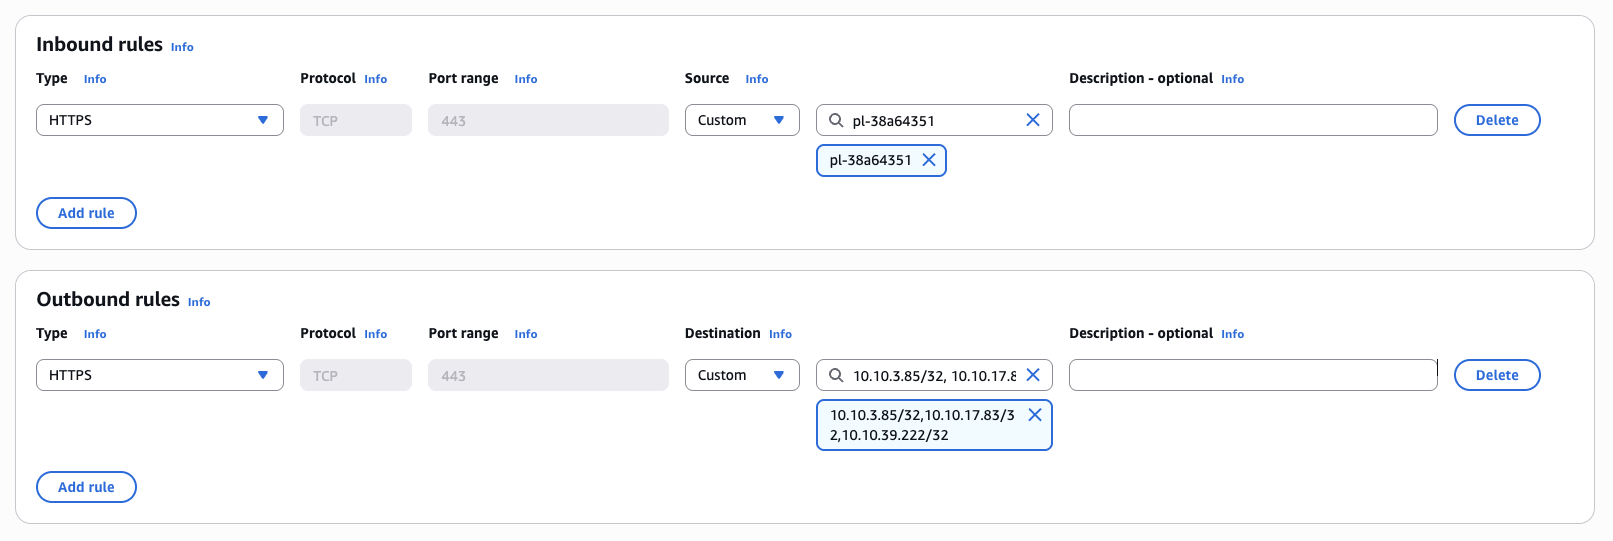 Inbound rules Info
Type Info Protocol Info Port range Info Source Info Description - optional Info
HTTPS TCP 443 Custom pl-38a64351 Delete
pl-38a64351
Add rule
Outbound rules Info
Type Info Protocol Info Port range Info Destination Info Description - optional Info
HTTPS TCP 443 Custom 10.10.3.85/32, 10.10.17.8 Delete
10.10.3.85/32,10.10.17.83/3
2,10.10.39.222/32
Add rule